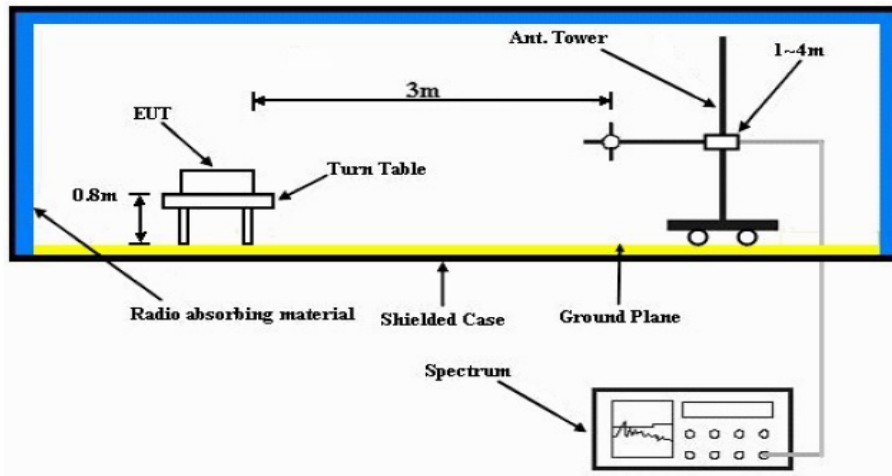 Ant. Tower
1~4m
3m
EUT
Turn Table
0.8m
Radio absorbing material
Shielded Case
Ground Plane
Spectrum